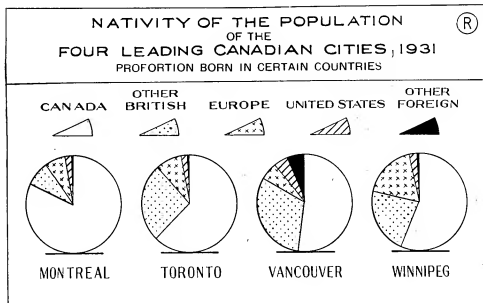 NATIVITY OF THE POPULATION
OF THE
FOUR LEADING CANADIAN CITIES, 1931
PROFORTION BORN IN CERTAIN COUNTRIES
R
CANADA
OTHER BRITISH
EUROPE
UNITED STATES
OTHER FOREIGN
MONTREAL
TORONTO
VANCOUVER
WINNIPEG